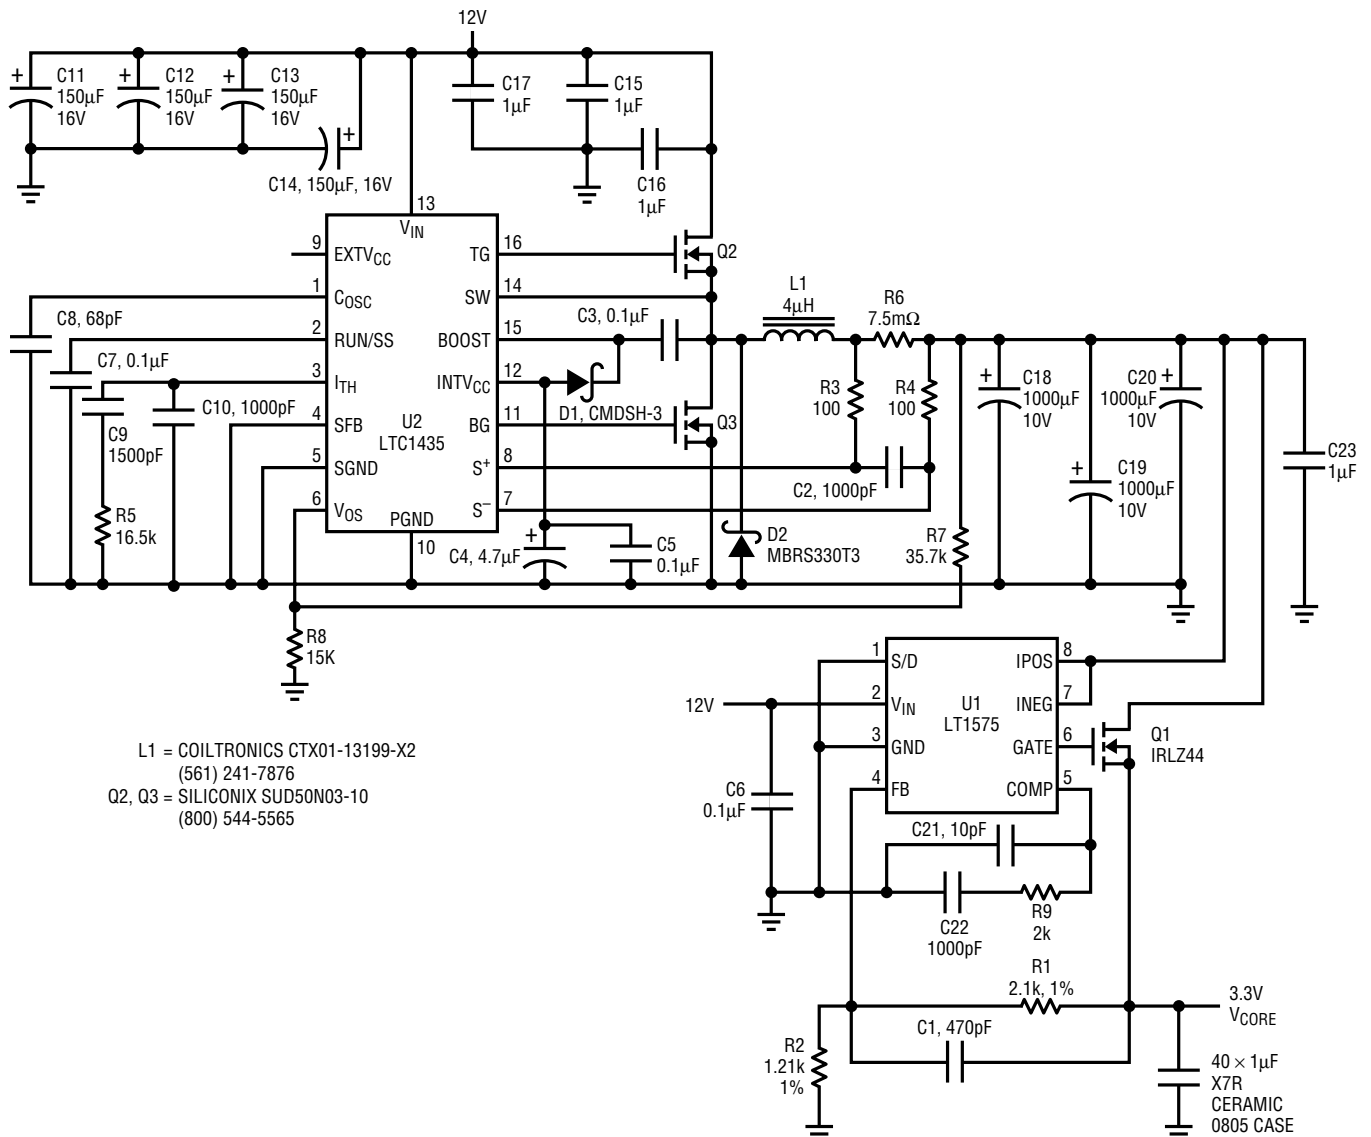 12V
+
C11
150µF
16V
+
C12
150µF
16V
+
C13
150µF
16V
C17
1µF
C15
1µF
+
C14, 150µF, 16V
C16
1µF
13
VIN
9
EXTVCC
TG
16
Q2
1
COSC
SW
14
L1
4µH
R6
7.5mΩ
C8, 68pF
2
RUN/SS
BOOST
15
C3, 0.1µF
C7, 0.1µF
3
ITH
INTVCC
12
R3
100
R4
100
+
C18
1000µF
10V
C20
1000µF
10V
+
C10, 1000pF
D1, CMDSH-3
4
SFB
U2
LTC1435
BG
11
Q3
C9
1500pF
5
SGND
S+
8
C23
1µF
C2, 1000pF
+
C19
1000µF
10V
6
VOS
S–
7
R5
16.5k
PGND
10
+
C4, 4.7µF
C5
0.1µF
D2
MBRS330T3
R7
35.7k
R8
15K
1
S/D
IPOS
8
12V
2
VIN
U1
LT1575
INEG
7
3
GND
GATE
6
Q1
IRLZ44
4
FB
COMP
5
L1 = COILTRONICS CTX01-13199-X2
(561) 241-7876
Q2, Q3 = SILICONIX SUD50N03-10
(800) 544-5565
C6
0.1µF
C21, 10pF
C22
1000pF
R9
2k
R1
2.1k, 1%
3.3V
VCORE
C1, 470pF
R2
1.21k
1%
40 × 1µF
X7R
CERAMIC
0805 CASE